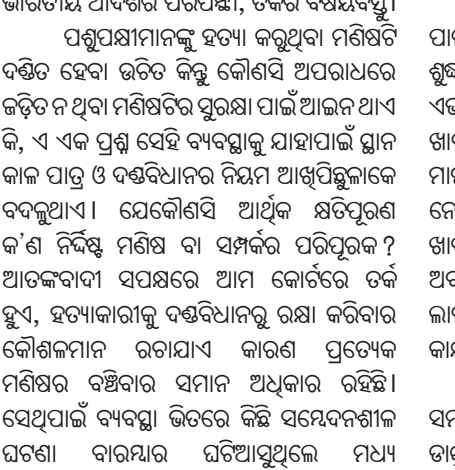 ଭାରତୀୟ ଆଦର୍ଶର ପରିପନ୍ଥୀ, ତର୍କର ବିଷୟବସ୍ତୁ।
ପଶୁପକ୍ଷୀମାନଙ୍କୁ ହତ୍ୟା କରୁଥିବା ମଣିଷଟି
ଦଣ୍ଡିତ ହେବା ଉଚିତ କିନ୍ତୁ କୌଣସି ଅପରାଧରେ
ଜଡ଼ିତ ନ ଥିବା ମଣିଷଟିର ସୁରକ୍ଷା ପାଇଁ ଆଇନ ଥାଏ
କି, ଏ ଏକ ପ୍ରଶ୍ନ ସେହି ବ୍ୟବସ୍ଥାକୁ ଯାହାପାଇଁ ସ୍ଥାନ
କାଳ ପାତ୍ର ଓ ଦଣ୍ଡବିଧାନର ନିୟମ ଆଖିପିଛୁଳାକେ
ବଦଳୁଥାଏ। ଯେକୌଣସି ଆର୍ଥିକ କ୍ଷତିପୂରଣ
କ'ଣ ନିର୍ଦ୍ଦିଷ୍ଟ ମଣିଷ ବା ସମ୍ପର୍କର ପରିପୂରକ?
ଆତଙ୍କବାଦୀ ସପକ୍ଷରେ ଆମ କୋର୍ଟରେ ତର୍କ
ହୁଏ, ହତ୍ୟାକାରୀକୁ ଦଣ୍ଡବିଧାନରୁ ରକ୍ଷା କରିବାର
କୌଶଳମାନ ରଚାଯାଏ କାରଣ ପ୍ରତ୍ୟେକ
ମଣିଷର ବଞ୍ଚିବାର ସମାନ ଅଧିକାର ରହିଛି।
ସେଥିପାଇଁ ବ୍ୟବସ୍ଥା ଭିତରେ କିଛି ସମ୍ବେଦନଶୀଳ
ଘଟଣା ବାରମ୍ବାର ଘଟିଆସୁଥିଲେ ମଧ୍ୟ